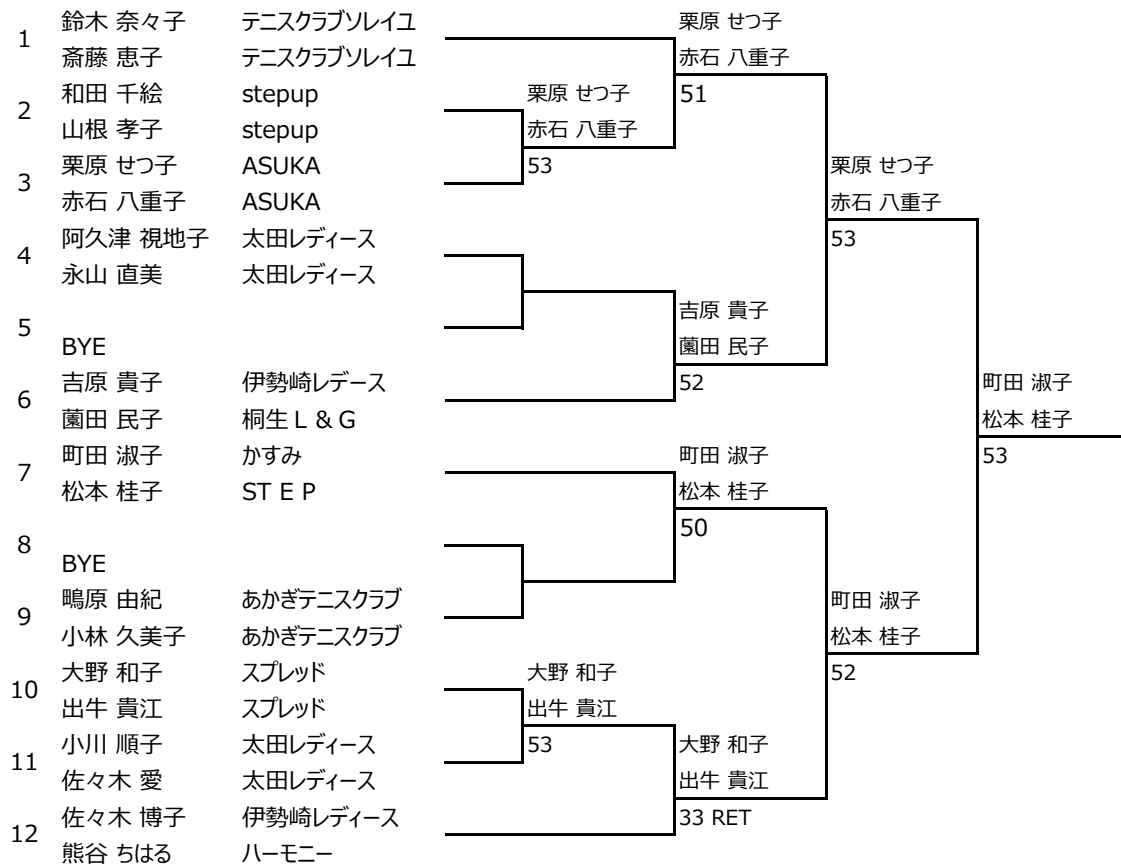 1
鈴木 奈々子 テニスクラブソレイユ
斎藤 恵子 テニスクラブソレイユ
2
和田 千絵 stepup
山根 孝子 stepup
3
栗原 せつ子 ASUKA
赤石 八重子 ASUKA
4
阿久津 視地子 太田レディース
永山 直美 太田レディース
5
BYE
6
吉原 貴子 伊勢崎レデース
薗田 民子 桐生L＆G
7
町田 淑子 かすみ
松本 桂子 STEP
8
BYE
9
鴫原 由紀 あかぎテニスクラブ
小林 久美子 あかぎテニスクラブ
10
大野 和子 スプレッド
出牛 貴江 スプレッド
11
小川 順子 太田レディース
佐々木 愛 太田レディース
12
佐々木 博子 伊勢崎レディース
熊谷 ちはる ハーモニー
栗原 せつ子
赤石 八重子
53
大野 和子
出牛 貴江
53
栗原 せつ子
赤石 八重子
51
吉原 貴子
薗田 民子
52
町田 淑子
松本 桂子
50
大野 和子
出牛 貴江
33 RET
栗原 せつ子
赤石 八重子
53
町田 淑子
松本 桂子
52
町田 淑子
松本 桂子
53